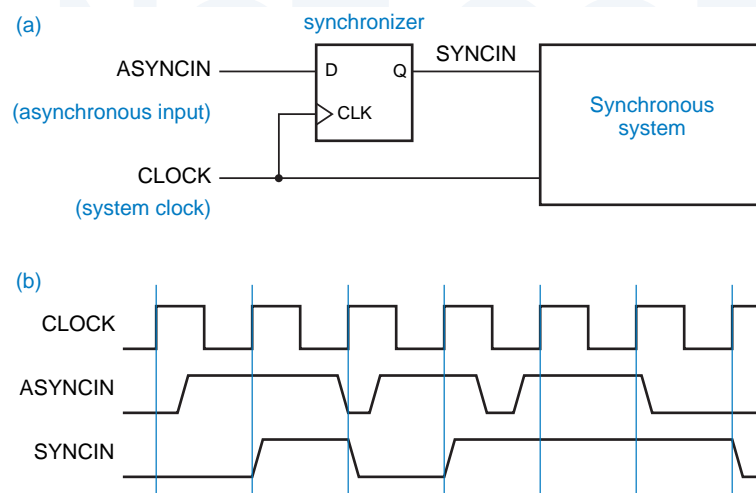 (a)
synchronizer
ASYNCIN
D
Q
SYNCIN
(asynchronous input)
CLK
Synchronous
system
CLOCK
(system clock)
(b)
CLOCK
ASYNCIN
SYNCIN